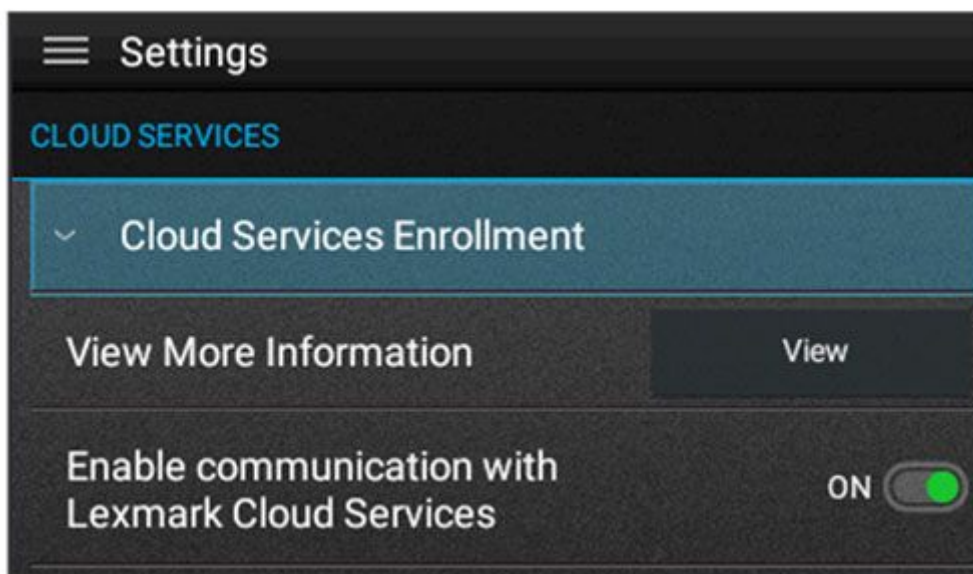 Settings
CLOUD SERVICES
Cloud Services Enrollment
View More Information
View
Enable communication with
Lexmark Cloud Services
ON